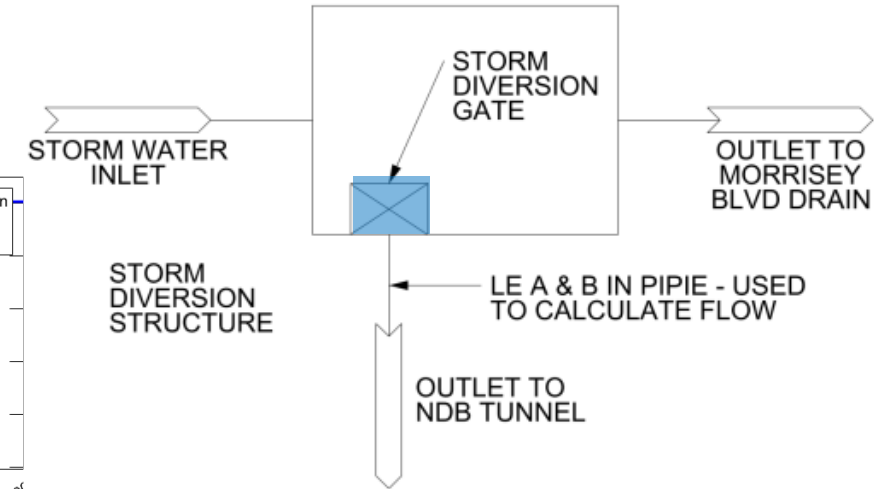 STORM
DIVERSION
GATE
STORM WATER
INLET
OUTLET TO
MORRISEY
BLVD DRAIN
n
STORM
DIVERSION
STRUCTURE
LE A & B IN PIPIE - USED
TO CALCULATE FLOW
OUTLET TO
NDB TUNNEL